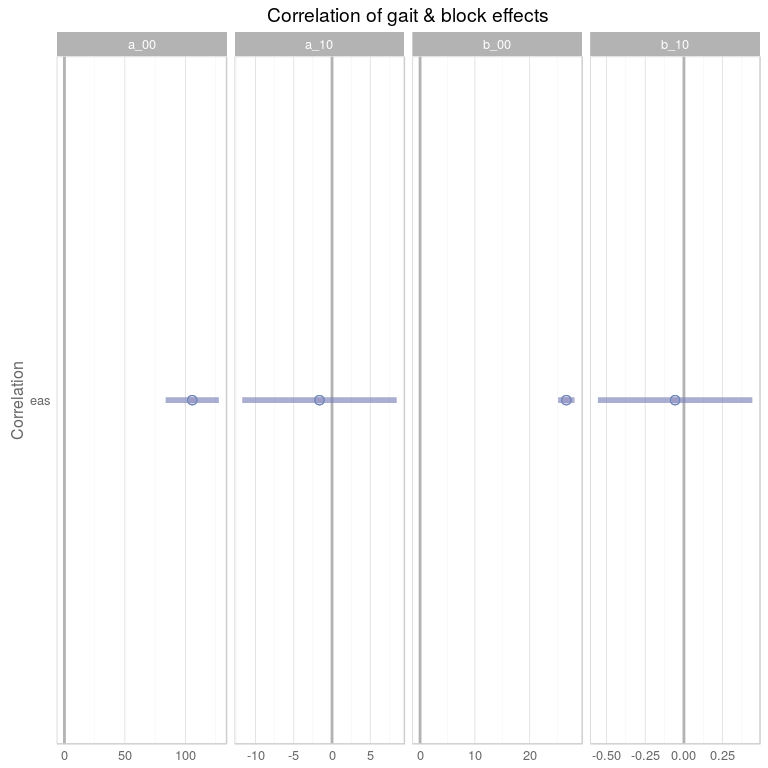 Correlation of gait & block effects
a_00 a_10 b_00 b_10
Correlation
eas
0 50 100 -10 -5 0 5 0 10 20 -0.50 -0.25 0.00 0.25